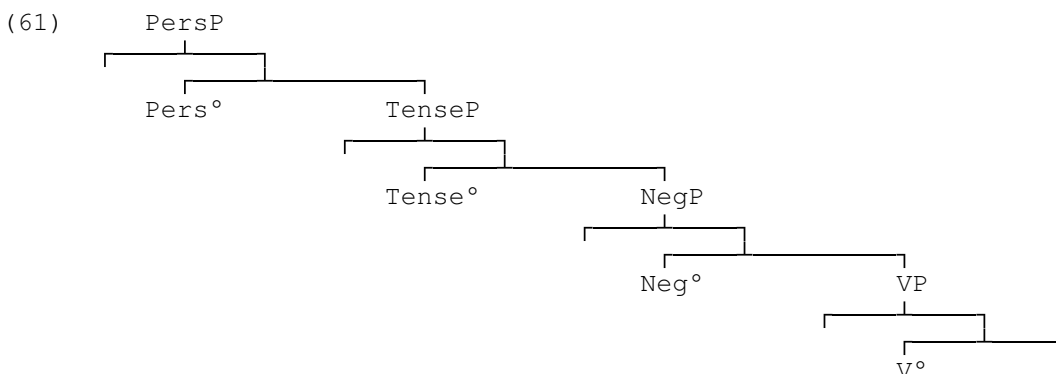 (61) PersP
Pers° TenseP
Tense° NegP
Neg° VP
V°